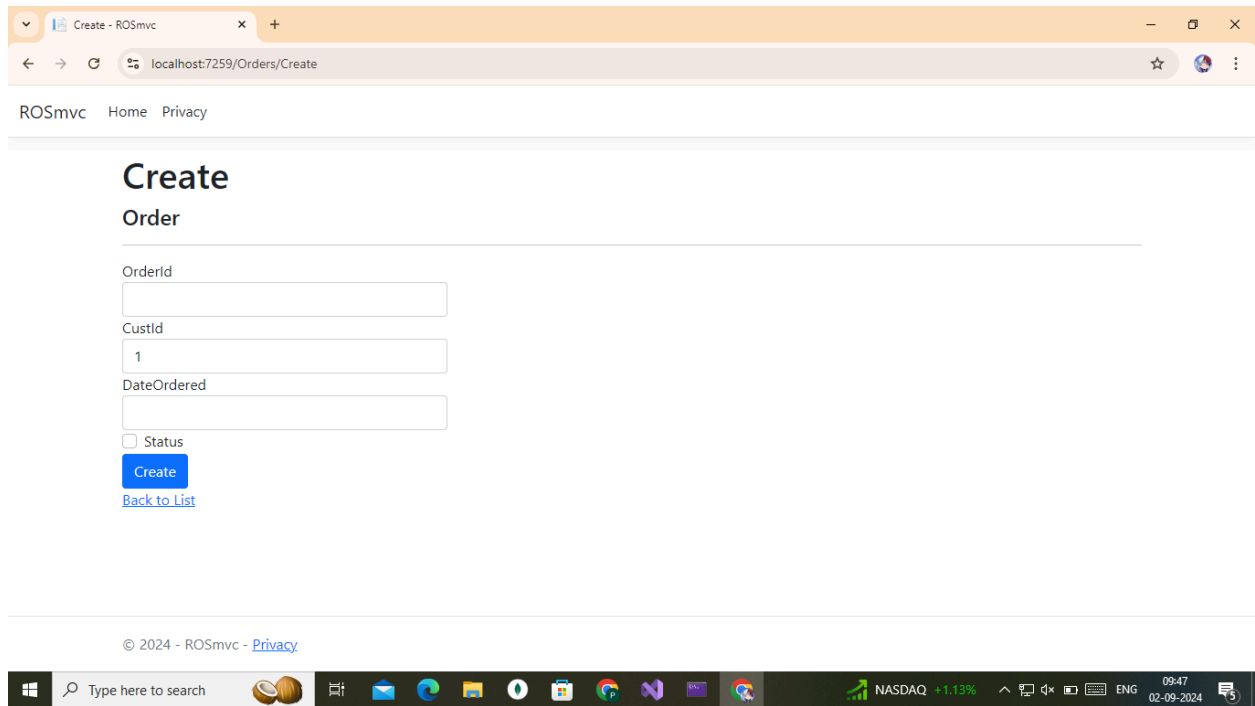 Create - ROSmvc
localhost:7259/Orders/Create
ROSmvc Home Privacy
Create
Order
OrderId
CustId
1
DateOrdered
Status
Create
Back to List
© 2024 - ROSmvc - Privacy
Type here to search NASDAQ +1.13% ENG 09:47
02-09-2024 5